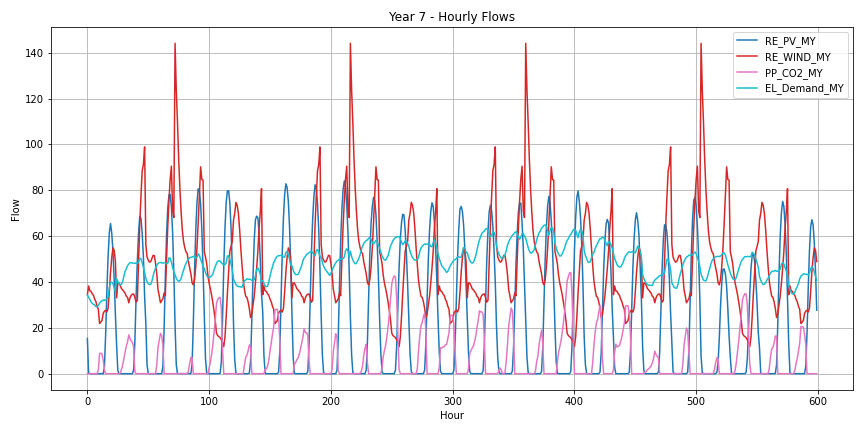 Year 7 - Hourly Flows
RE_PV_MY
RE_WIND_MY
PP_CO2_MY
EL_Demand_MY
Flow
140
120
100
80
60
40
20
0
0 100 200 300 400 500 600
Hour